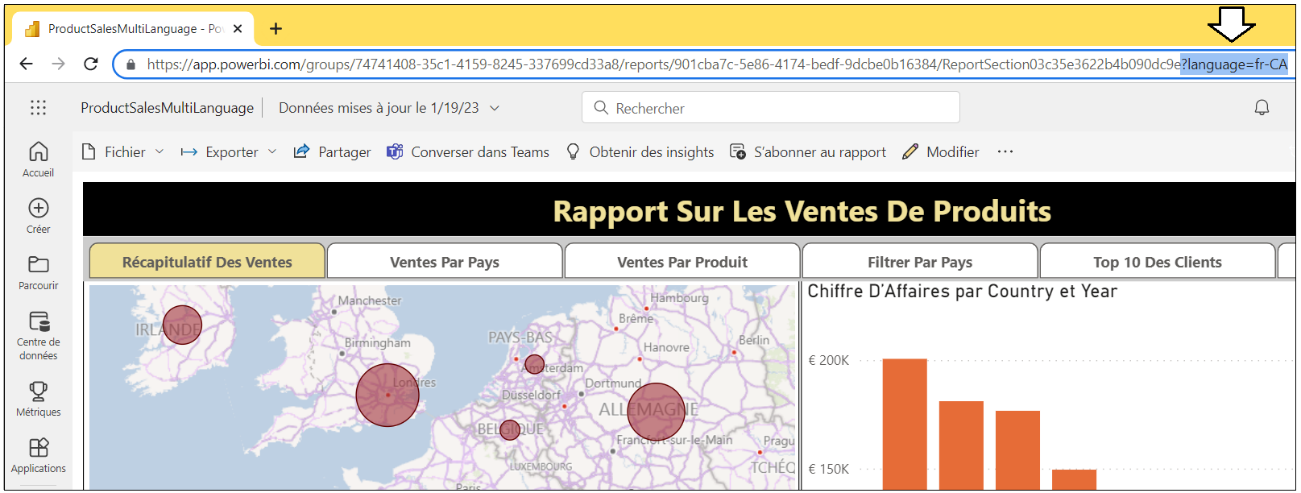 ProductSalesMultiLanguage - Po
https://app.powerbi.com/groups/74741408-35c1-4159-8245-337699cd33a8/reports/901cba7c-5e86-4174-bedf-9dcbe0b16384/ReportSection03c35e3622b4b090dc9e?language=fr-CA
ProductSalesMultiLanguage
Données mises à jour le 1/19/23
Rechercher
Fichier
Exporter
Partager
Converser dans Teams
Obtenir des insights
S'abonner au rapport
Modifier
Accueil
Créer
Parcourir
Centre de
données
Métriques
Applications
Rapport Sur Les Ventes De Produits
Récapitulatif Des Ventes
Ventes Par Pays
Ventes Par Produit
Filtrer Par Pays
Top 10 Des Clients
Manchester
IRLANDE
Birmingham
Londres
PAYS-BAS
Amsterdam
Hambourg
Brême
Hanovre
Berlin
Dortmund
Düsseldorf
ALLEMAGNE
BELGIQUE
Francfort-sur-le-Main
LUXEMBOURG
Pragu
TCHÉQ
Paris
Chiffre D'Affaires par Country et Year
€ 200K
€ 150K